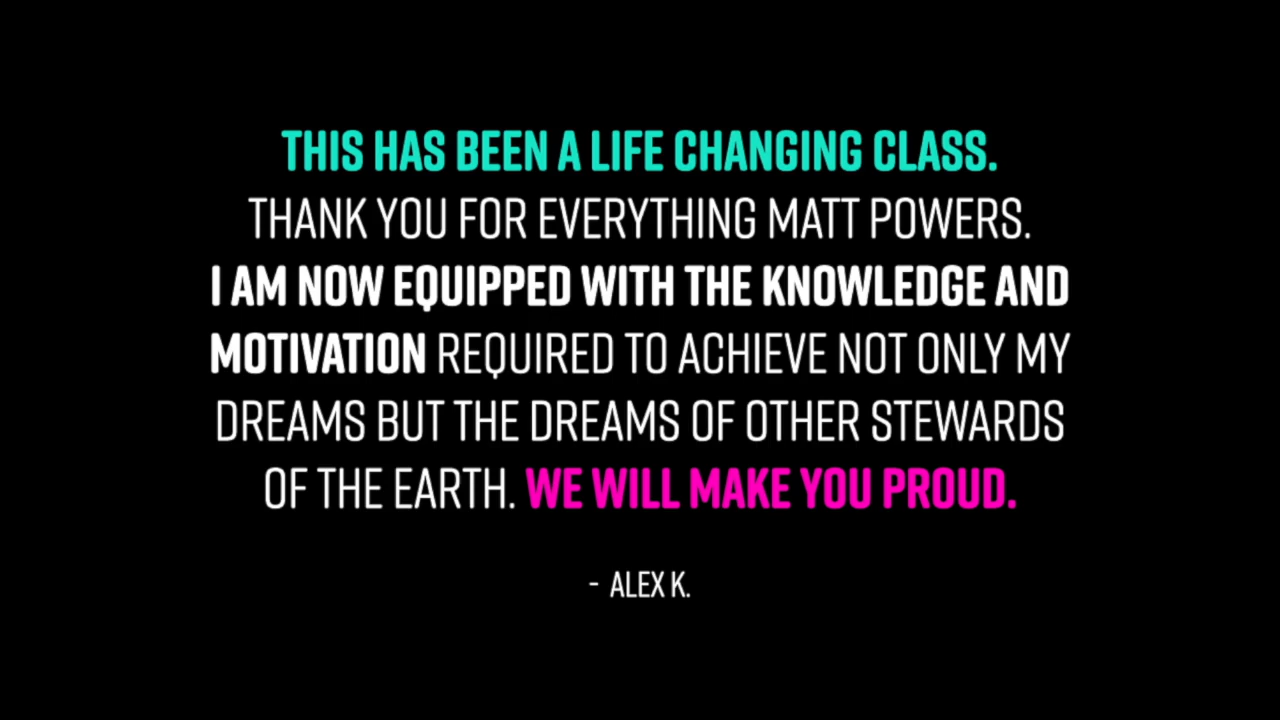 THIS HAS BEEN A LIFE CHANGING CLASS.
THANK YOU FOR EVERYTHING MATT POWERS.
I AM NOW EQUIPPED WITH THE KNOWLEDGE AND
MOTIVATION REQUIRED TO ACHIEVE NOT ONLY MY
DREAMS BUT THE DREAMS OF OTHER STEWARDS
OF THE EARTH. WE WILL MAKE YOU PROUD.
- ALEX K.